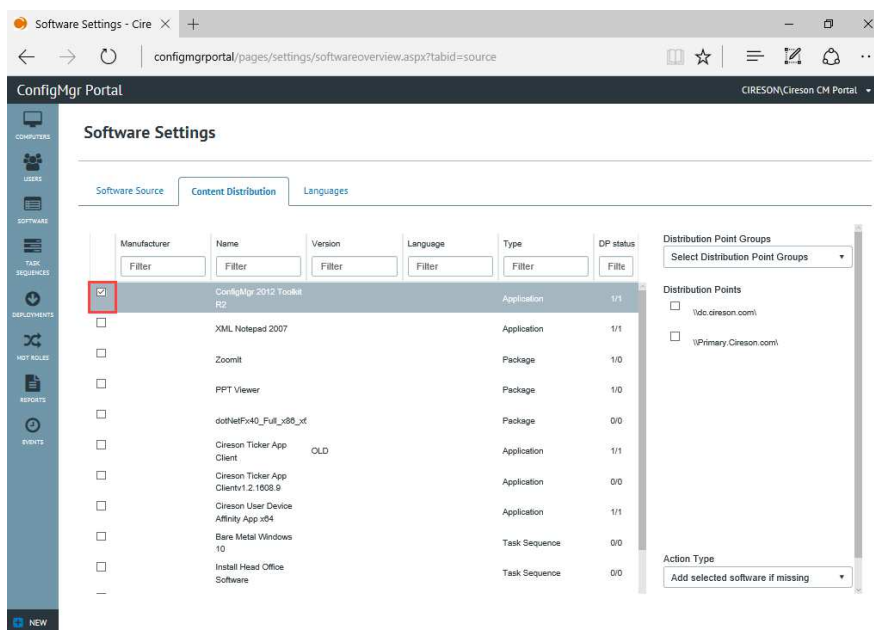 Software Settings - Cire
configmgrportal/pages/settings/softwareoverview.aspx?tabid=source
ConfigMgr Portal
CIRESON\Cireson CM Portal
COMPUTERS
USERS
SOFTWARE
TASK
SEQUENCES
DEPLOYMENTS
MGT ROLES
REPORTS
EVENTS
NEW
Software Settings
Software Source
Content Distribution
Languages
Manufacturer Name Version Language Type DP status
Filter Filter Filter Filter Filter Filte
ConfigMgr 2012 Toolkit
R2 Application 1/1
XML Notepad 2007 Application 1/1
ZoomIt Package 1/0
PPT Viewer Package 1/0
dotNetFx40_Full_x86_xf Package 0/0
Cireson Ticker App
Client OLD Application 1/1
Cireson Ticker App
Clientv1.2.1608.9 Application 0/0
Cireson User Device
Affinity App x64 Application 1/1
Bare Metal Windows
10 Task Sequence 0/0
Install Head Office
Software Task Sequence 0/0
Distribution Point Groups
Select Distribution Point Groups
Distribution Points
\\dc.cireson.com\
\\Primary.Cireson.com\
Action Type
Add selected software if missing